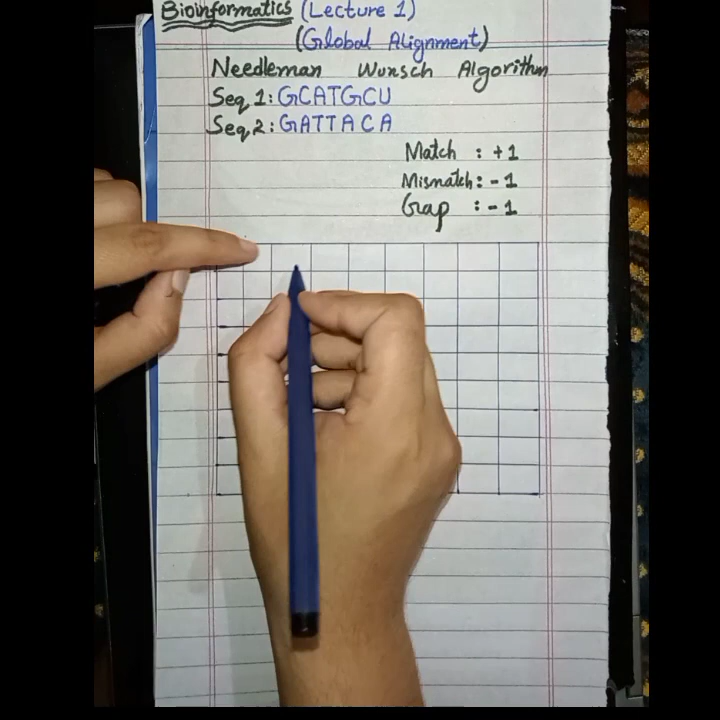 Bioinformatics (Lecture 1)
(Global Alignment)
Needleman Wunsch Algorithm
Seq 1: GCATGCU
Seq 2: GATTACA
Match : +1
Mismatch : -1
Gap : -1